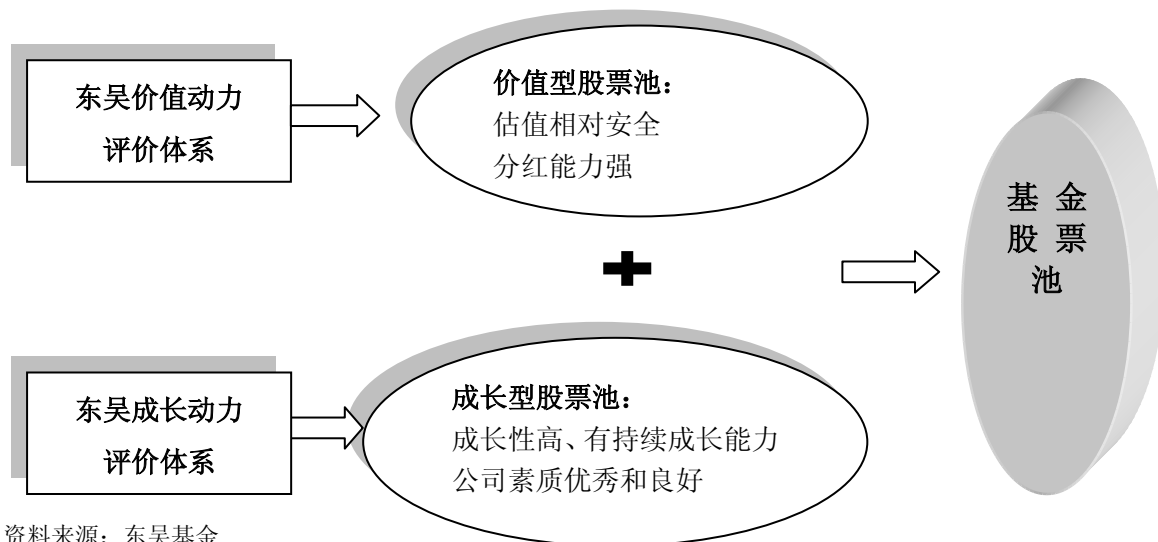 东吴价值动力
评价体系
价值型股票池：
估值相对安全
分红能力强
基 金
股 票
池
东吴成长动力
评价体系
成长型股票池：
成长性高、有持续成长能力
公司素质优秀和良好
资料来源：东吴基金